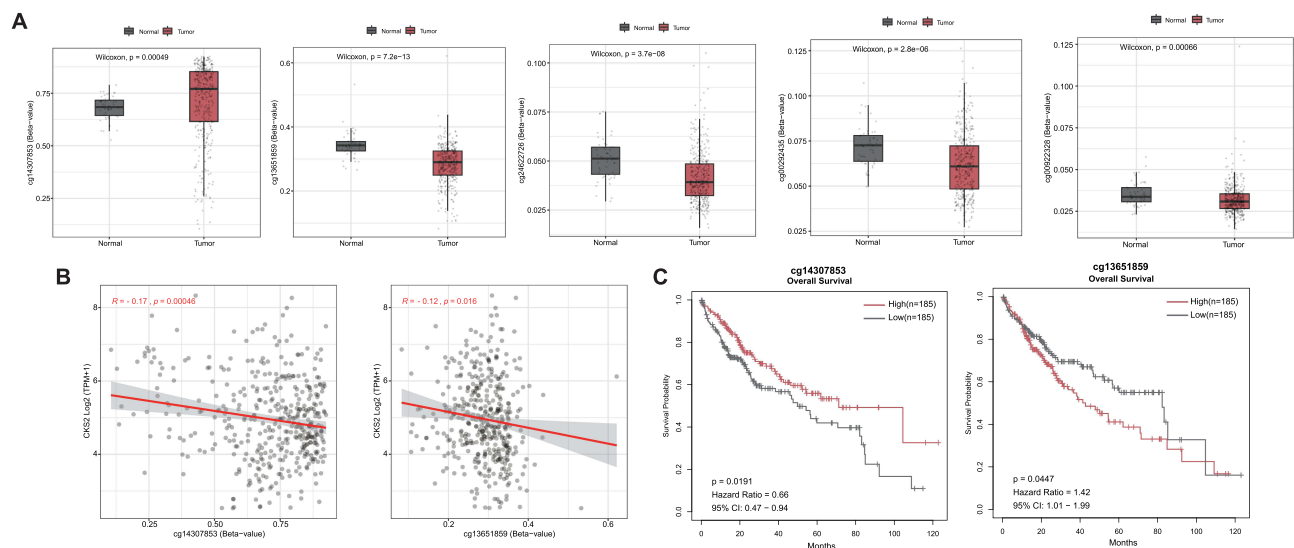 A
Normal Tumor
Wilcoxon, p = 0.00049
cg14307853 (Beta−value)
0.75
0.50
0.25
Normal Tumor
Normal Tumor
Wilcoxon, p = 7.2e−13
cg13651859 (Beta−value)
0.6
0.4
0.2
Normal Tumor
Normal Tumor
Wilcoxon, p = 3.7e−08
cg24622726 (Beta−value)
0.100
0.075
0.050
0.025
Normal Tumor
Normal Tumor
Wilcoxon, p = 2.8e−06
cg00292435 (Beta−value)
0.125
0.100
0.075
0.050
0.025
Normal Tumor
Normal Tumor
Wilcoxon, p = 0.00066
cg00922328 (Beta−value)
0.125
0.100
0.075
0.050
0.025
0.000
Normal Tumor
B
R = - 0.17 , p = 0.00046
CKS2 Log2 (TPM+1)
8
6
4
0.25 0.50 0.75
cg14307853 (Beta-value)
R = - 0.12 , p = 0.016
CKS2 Log2 (TPM+1)
8
6
4
0.2 0.4 0.6
cg13651859 (Beta-value)
C
cg14307853
Overall Survival
High(n=185)
Low(n=185)
Survival Probability
1.0
0.8
0.6
0.4
0.2
0.0
p = 0.0191
Hazard Ratio = 0.66
95% CI: 0.47 − 0.94
0 20 40 60 80 100 120
Months
cg13651859
Overall Survival
High(n=185)
Low(n=185)
Survival Probability
1.0
0.8
0.6
0.4
0.2
0.0
p = 0.0447
Hazard Ratio = 1.42
95% CI: 1.01 − 1.99
0 20 40 60 80 100 120
Months